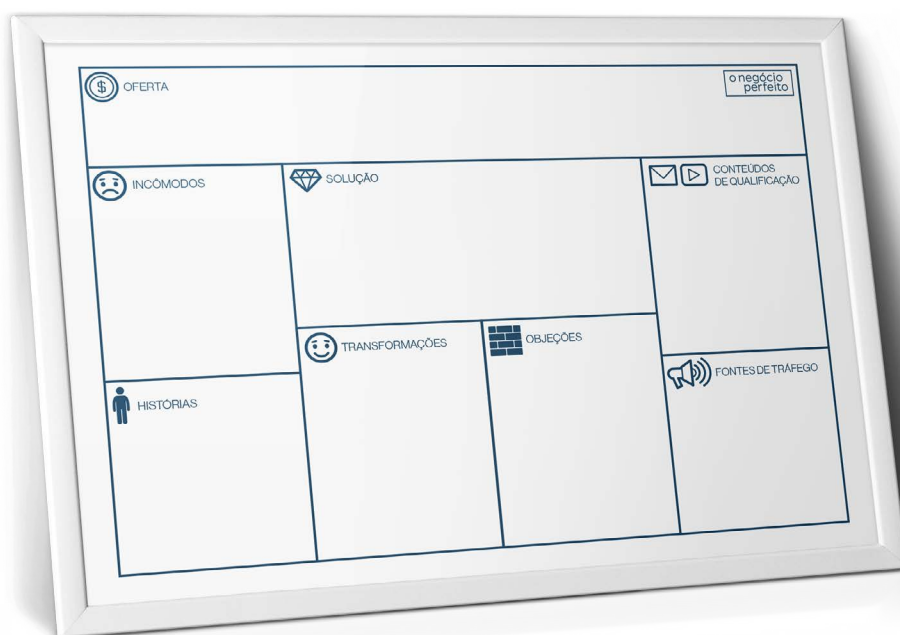 OFERTA
o negócio
perfeito
INCÔMODOS
SOLUÇÃO
CONTEÚDOS
DE QUALIFICAÇÃO
TRANSFORMAÇÕES
OBJEÇÕES
HISTÓRIAS
FONTES DE TRÁFEGO